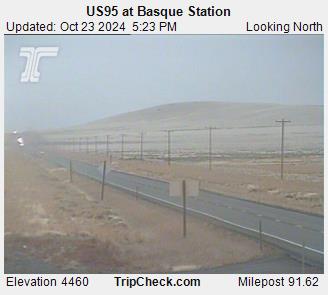 US95 at Basque Station
Updated: Oct 23 2024 5:23 PM Looking North
Elevation 4460 TripCheck.com Milepost 91.62